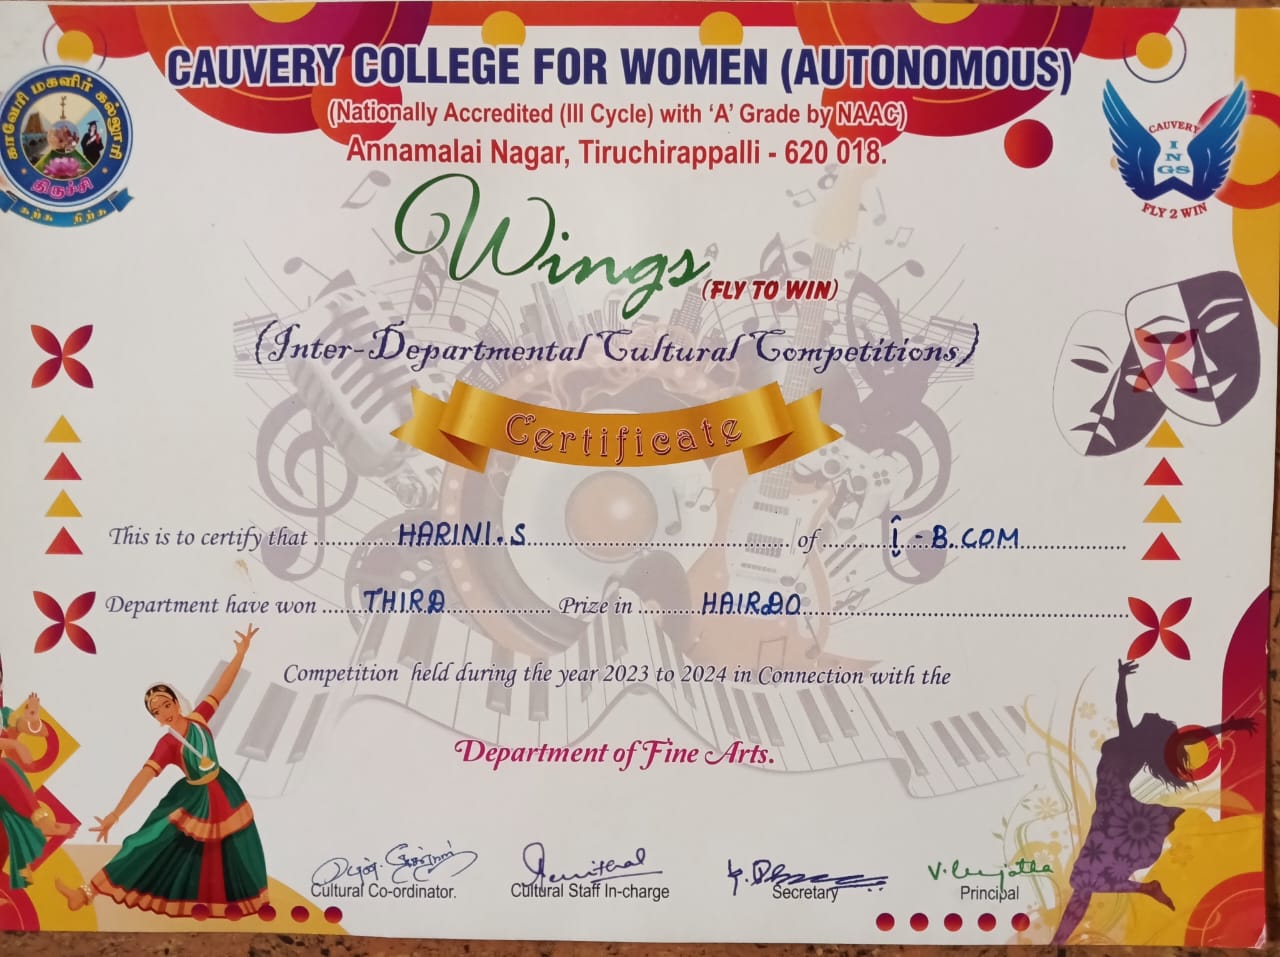 CAUVERY COLLEGE FOR WOMEN (AUTONOMOUS)
(Nationally Accredited (III Cycle) with ‘A’ Grade by NAAC)
Annamalai Nagar, Tiruchirappalli - 620 018.
காவேரி மகளிர் கல்லூரி
திருச்சி
கற்க நிற்க
CAUVERY
WINGS
FLY 2 WIN
Wings
(FLY TO WIN)
(Inter-Departmental Cultural Competitions)
Certificate
This is to certify that HARINI.S of I - B.COM
Department have won THIRD Prize in HAIRDO
Competition held during the year 2023 to 2024 in Connection with the
Department of Fine Arts.
Cultural Co-ordinator. Cultural Staff In-charge Secretary Principal